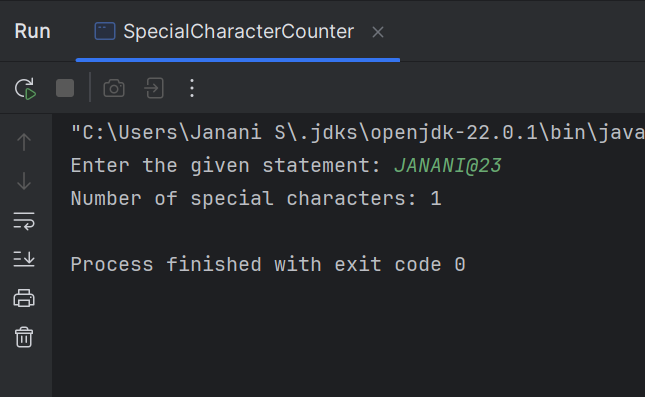 Run SpecialCharacterCounter
"C:\Users\Janani S\.jdks\openjdk-22.0.1\bin\java
Enter the given statement: JANANI@23
Number of special characters: 1
Process finished with exit code 0